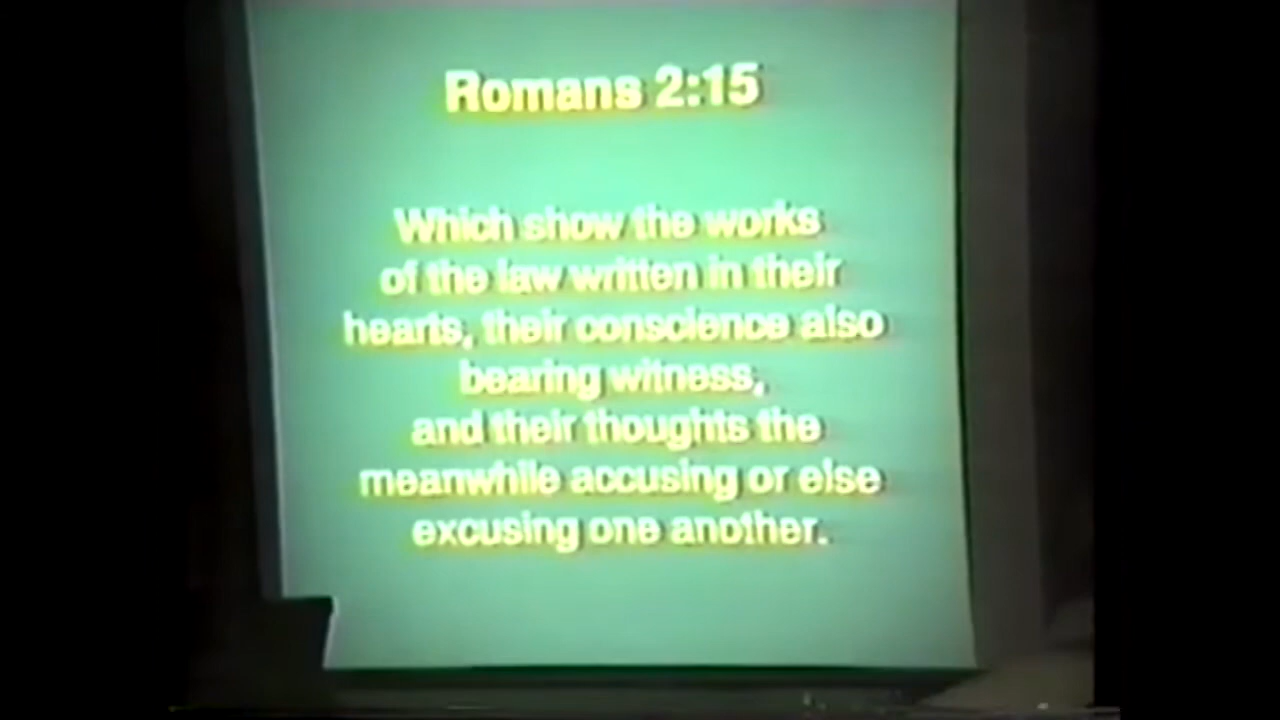 Romans 2:15
Which show the works
of the law written in their
hearts, their conscience also
bearing witness,
and their thoughts the
meanwhile accusing or else
excusing one another.